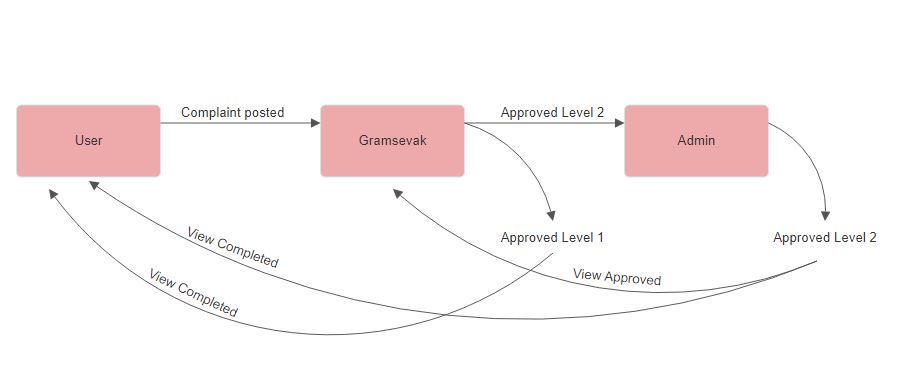 Complaint posted
Approved Level 2
User
Gramsevak
Admin
View Completed
Approved Level 1
Approved Level 2
View Completed
View Approved